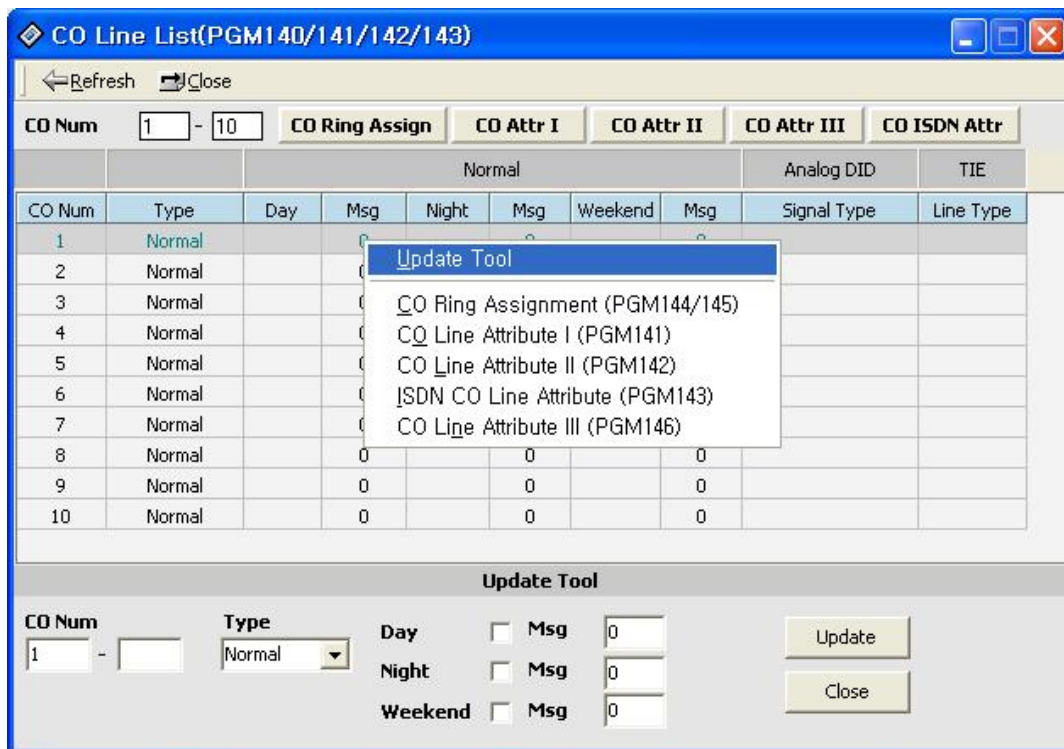 CO Line List(PGM140/141/142/143)
Refresh Close
CO Num 1 - 10 CO Ring Assign CO Attr I CO Attr II CO Attr III CO ISDN Attr
Normal Analog DID TIE
CO Num Type Day Msg Night Msg Weekend Msg Signal Type Line Type
1 Normal
2 Normal
3 Normal
4 Normal
5 Normal
6 Normal
7 Normal
8 Normal 0 0
9 Normal 0 0 0
10 Normal 0 0 0
Update Tool
CO Ring Assignment (PGM144/145)
CO Line Attribute I (PGM141)
CO Line Attribute II (PGM142)
ISDN CO Line Attribute (PGM143)
CO Line Attribute III (PGM146)
Update Tool
CO Num Type
1 - Normal
Day Msg 0
Night Msg 0
Weekend Msg 0
Update
Close